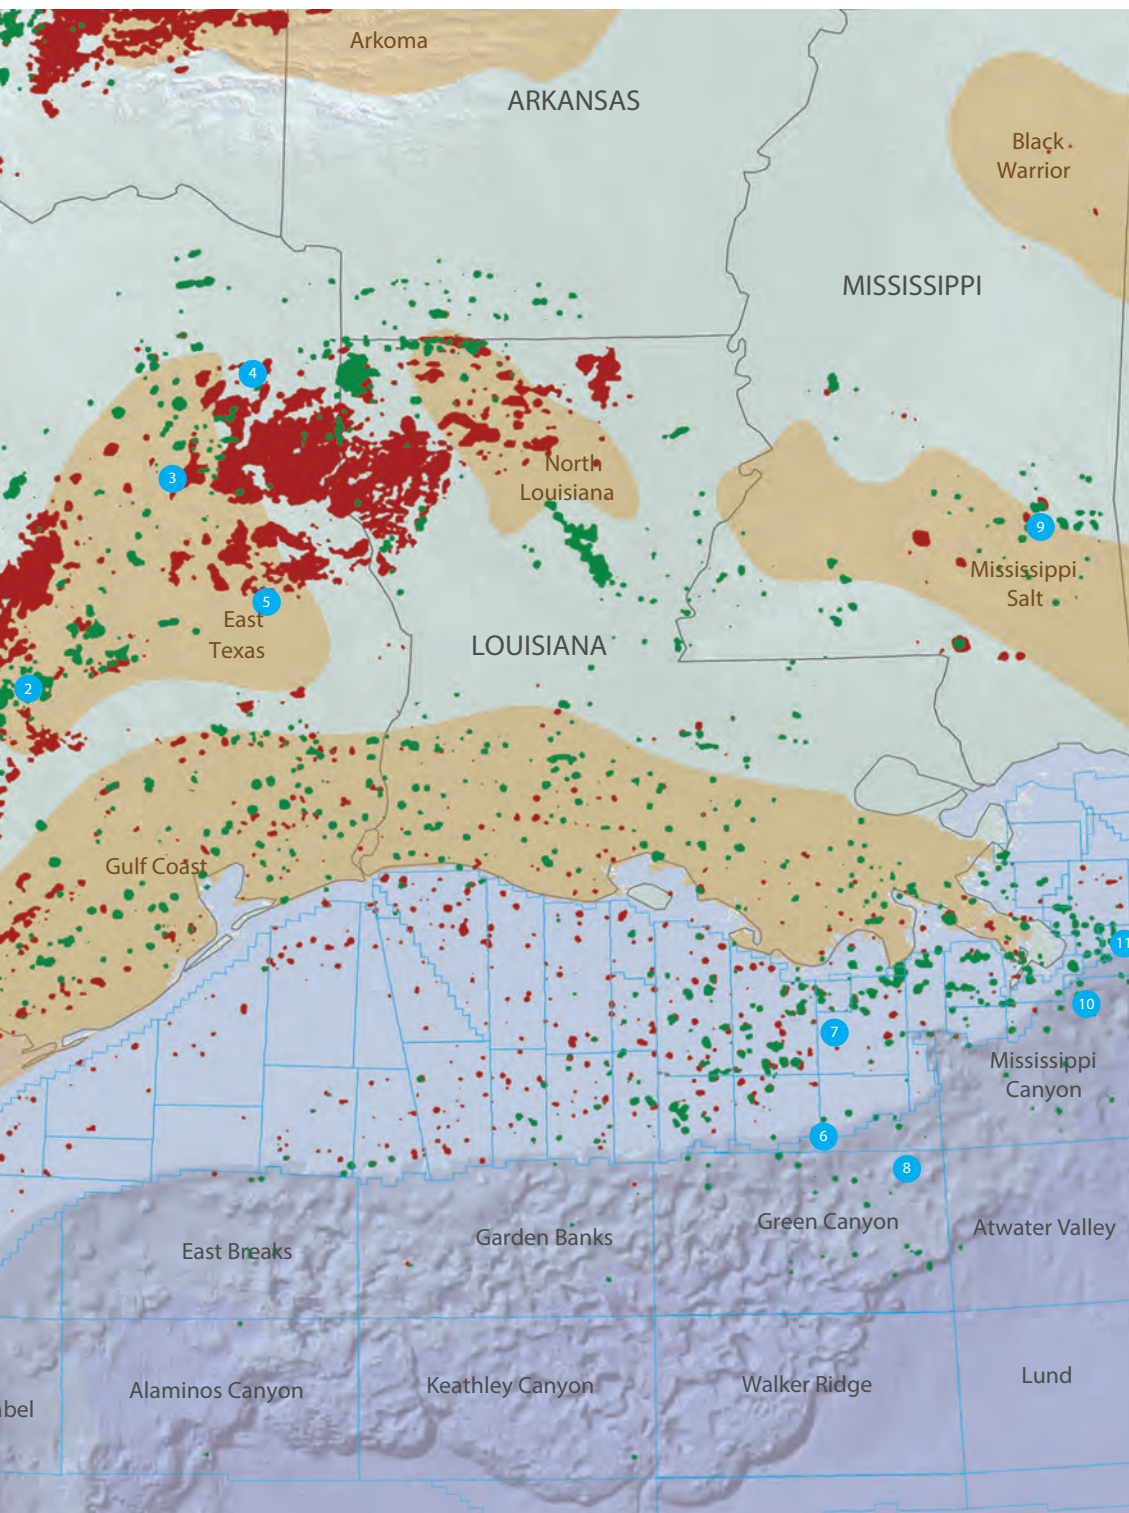 Arkoma
ARKANSAS
Black
Warrior
MISSISSIPPI
4
North
Louisiana
3
9
Mississippi
Salt
5
East
Texas
LOUISIANA
2
Gulf Coast
11
10
7
Mississippi
Canyon
6
8
Green Canyon
Atwater Valley
Garden Banks
East Breaks
Lund
Walker Ridge
Keathley Canyon
Alaminos Canyon
abel